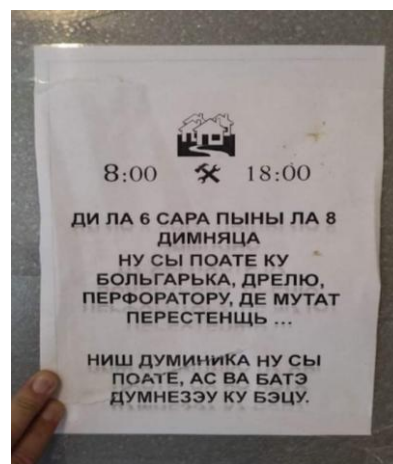 8:00 18:00
ДИ ЛА 6 САРА ПЫНЫ ЛА 8
ДИМНЯЦА
НУ СЫ ПОАТЕ КУ
БОЛЬГАРЬКА, ДРЕЛЮ,
ПЕРФОРАТОРУ, ДЕ МУТАТ
ПЕРЕСТЕНЩЬ ...
НИШ ДУМИНИКА НУ СЫ
ПОАТЕ, АС ВА БАТЭ
ДУМНЕЗЭУ КУ БЭЦУ.